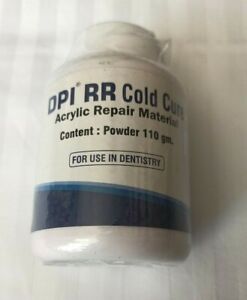 DPI® RR Cold Cure
Acrylic Repair Material
Content : Powder 110 gm.
FOR USE IN DENTISTRY